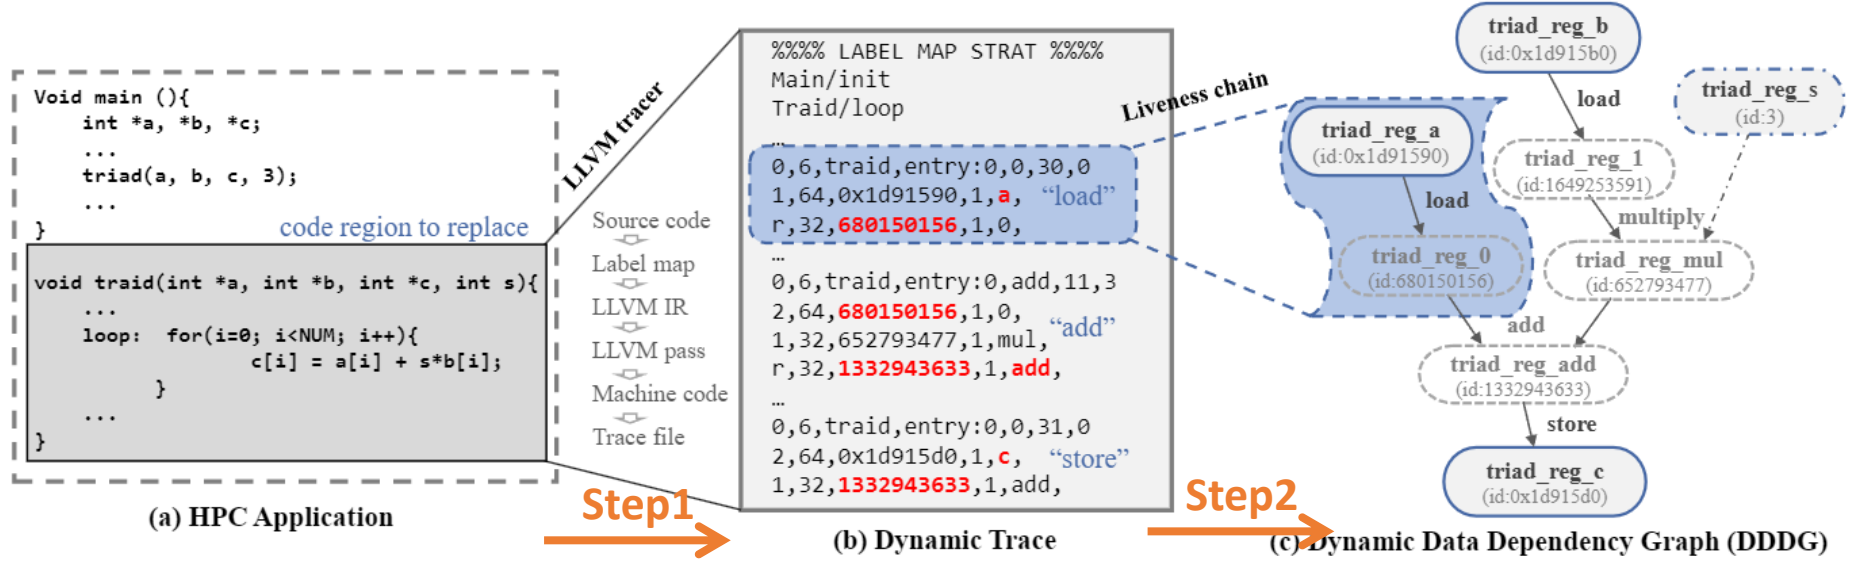 Void main (){
int *a, *b, *c;
...
triad(a, b, c, 3);
...
}
code region to replace
void traid(int *a, int *b, int *c, int s){
...
loop:  for(i=0; i<NUM; i++){
c[i] = a[i] + s*b[i];
}
...
}
(a) HPC Application
LLVM tracer
Source code
Label map
LLVM IR
LLVM pass
Machine code
Trace file
Step1
%%%% LABEL MAP STRAT %%%%
Main/init
Traid/loop
…
0,6,traid,entry:0,0,30,0
1,64,0x1d91590,1,a, “load”
r,32,680150156,1,0,
…
0,6,traid,entry:0,add,11,3
2,64,680150156,1,0,
1,32,652793477,1,mul, “add”
r,32,1332943633,1,add,
…
0,6,traid,entry:0,0,31,0
2,64,0x1d915d0,1,c, “store”
1,32,1332943633,1,add,
(b) Dynamic Trace
Step2
Liveness chain
triad_reg_b
(id:0x1d915b0)
load
triad_reg_s
(id:3)
triad_reg_a
(id:0x1d91590)
triad_reg_1
(id:1649253591)
load
multiply
triad_reg_0
(id:680150156)
triad_reg_mul
(id:652793477)
add
triad_reg_add
(id:1332943633)
store
triad_reg_c
(id:0x1d915d0)
(c) Dynamic Data Dependency Graph (DDDG)